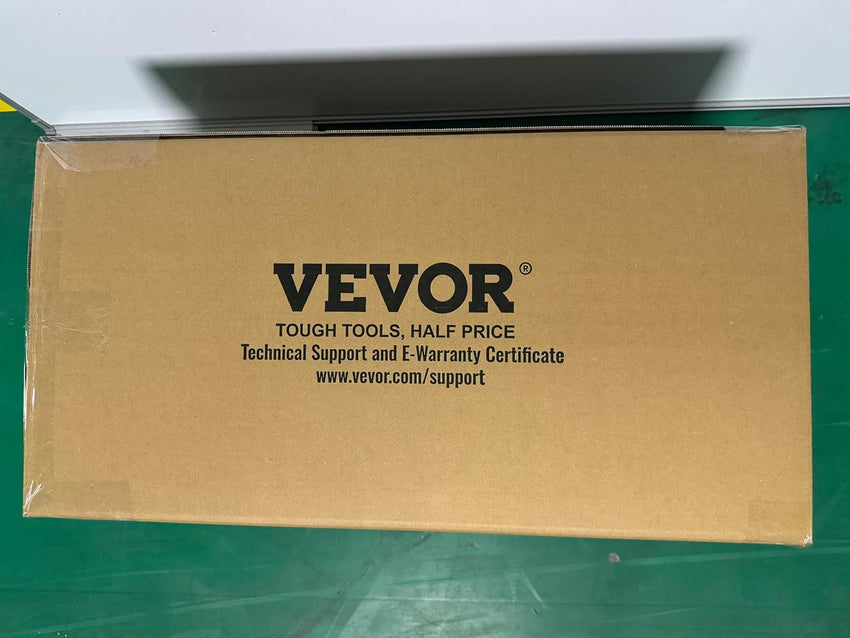 VEVOR®
TOUGH TOOLS, HALF PRICE
Technical Support and E-Warranty Certificate
www.vevor.com/support